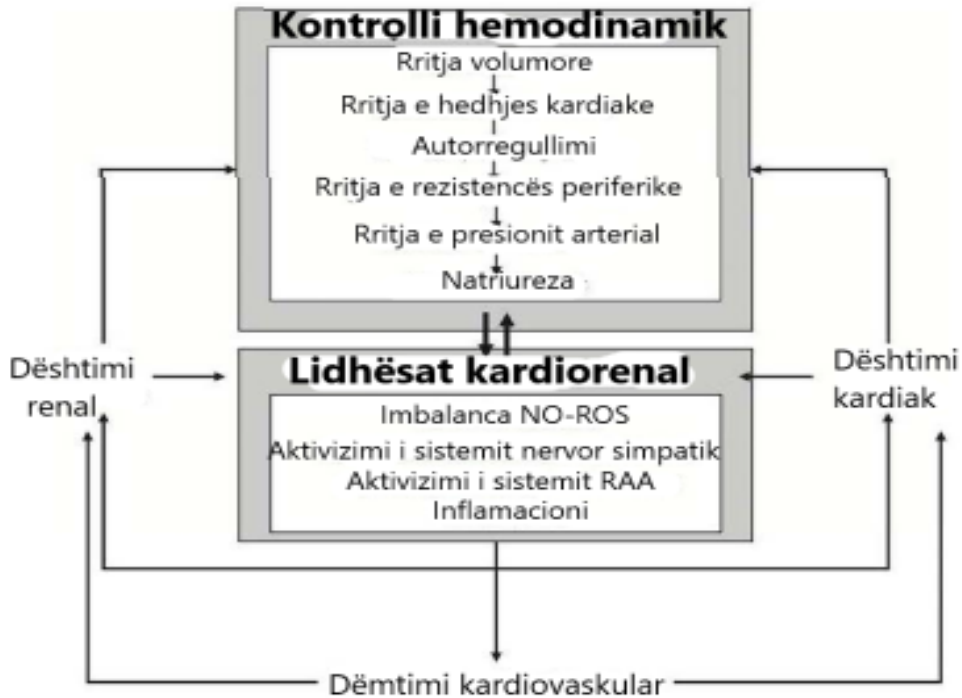 Kontrolli hemodinamik
Rritja volumore
Rritja e hedhjes kardiake
Autorregullimi
Rritja e rezistencës periferike
Rritja e presionit arterial
Natriureza
Dështimi
renal
Lidhësat kardiorenal
Imbalanca NO-ROS
Aktivizimi i sistemit nervor simpatik
Aktivizimi i sistemit RAA
Inflamacioni
Dështimi
kardiak
Dëmtimi kardiovaskular